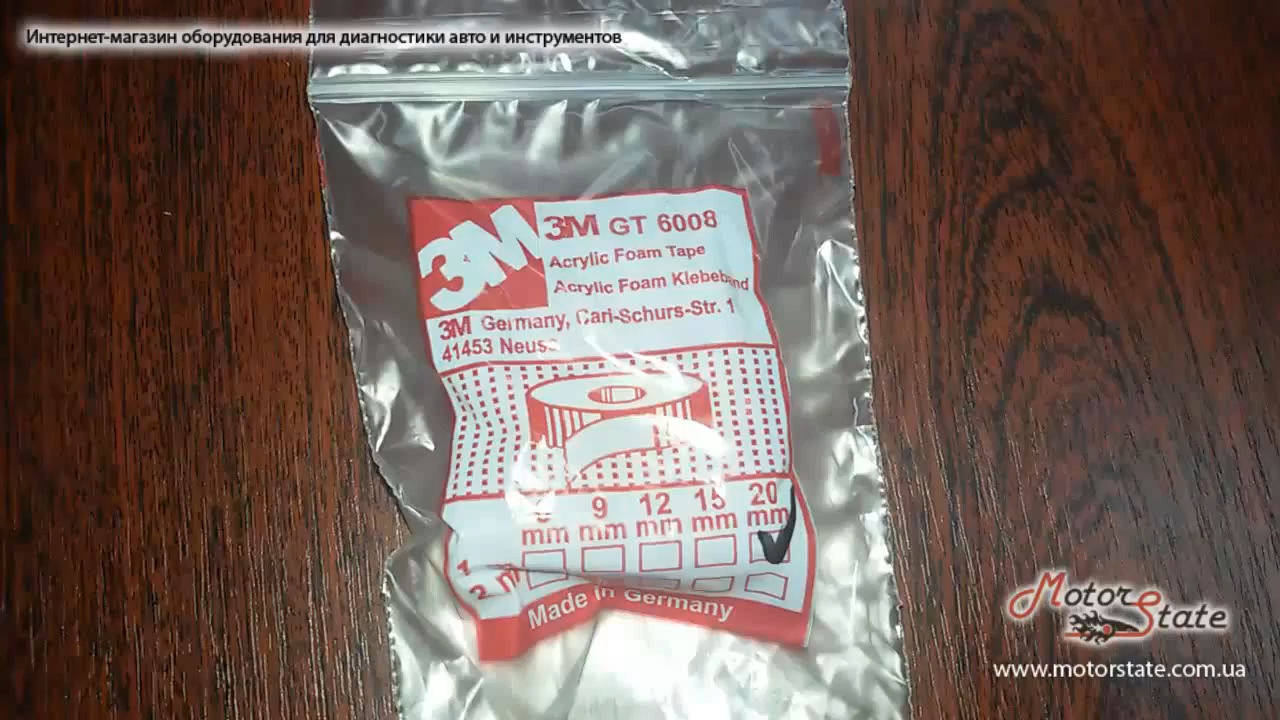 Интернет-магазин оборудования для диагностики авто и инструментов
3M
3M GT 6008
Acrylic Foam Tape
Acrylic Foam Klebeband
3M Germany, Carl-Schurs-Str. 1
41453 Neuss
9 12 15 20
mm mm mm mm mm
1
2 m
Made in Germany
Motor State
www.motorstate.com.ua